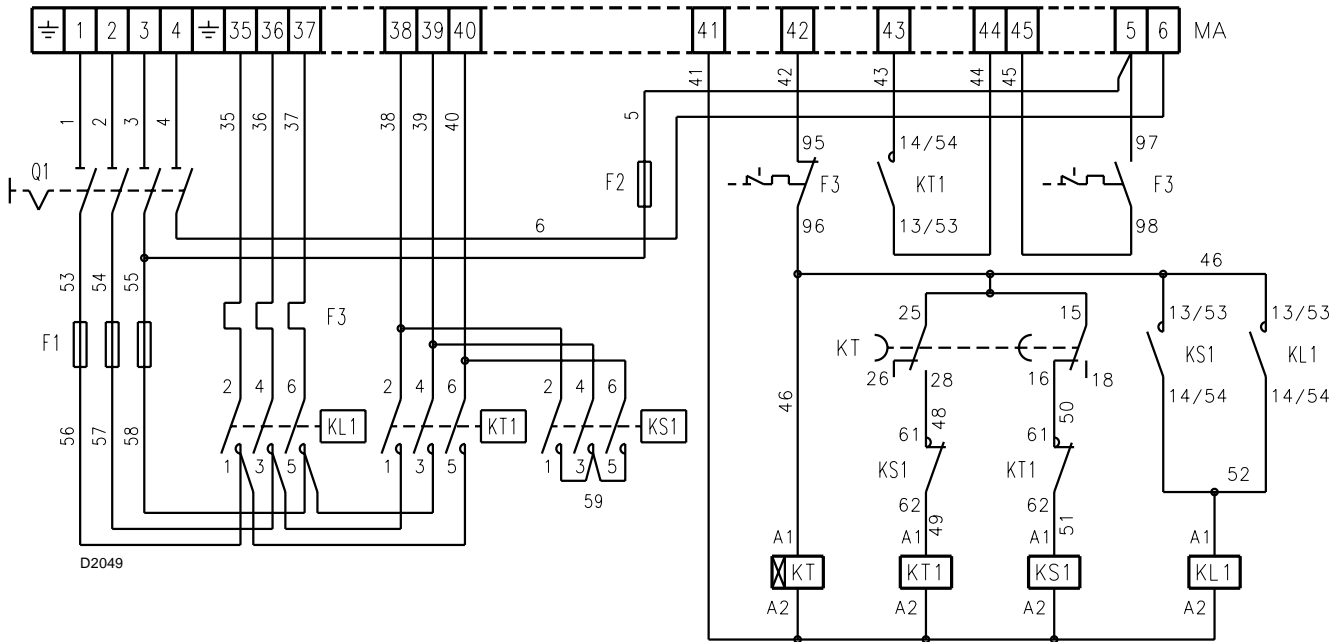 1 2 3 4 35 36 37 38 39 40 41 42 43 44 45 5 6 MA
1 2 3 4 35 36 37 38 39 40 5 41 42 43 44 45
Q1 F2 95 F3 96 14/54 KT1 13/53 97 F3 98
6
53 54 55
F1 F3
46
25 15 13/53 13/53
KT KS1 KL1
26 28 16 18 14/54 14/54
2 4 6 2 4 6 2 4 6
KL1 KT1 KS1
56 57 58 46 48 50
1 3 5 1 3 5 1 3 5
59
61 61
KS1 KT1
52
62 62
49 51
A1 A1 A1 A1
KT KT1 KS1 KL1
A2 A2 A2 A2
D2049